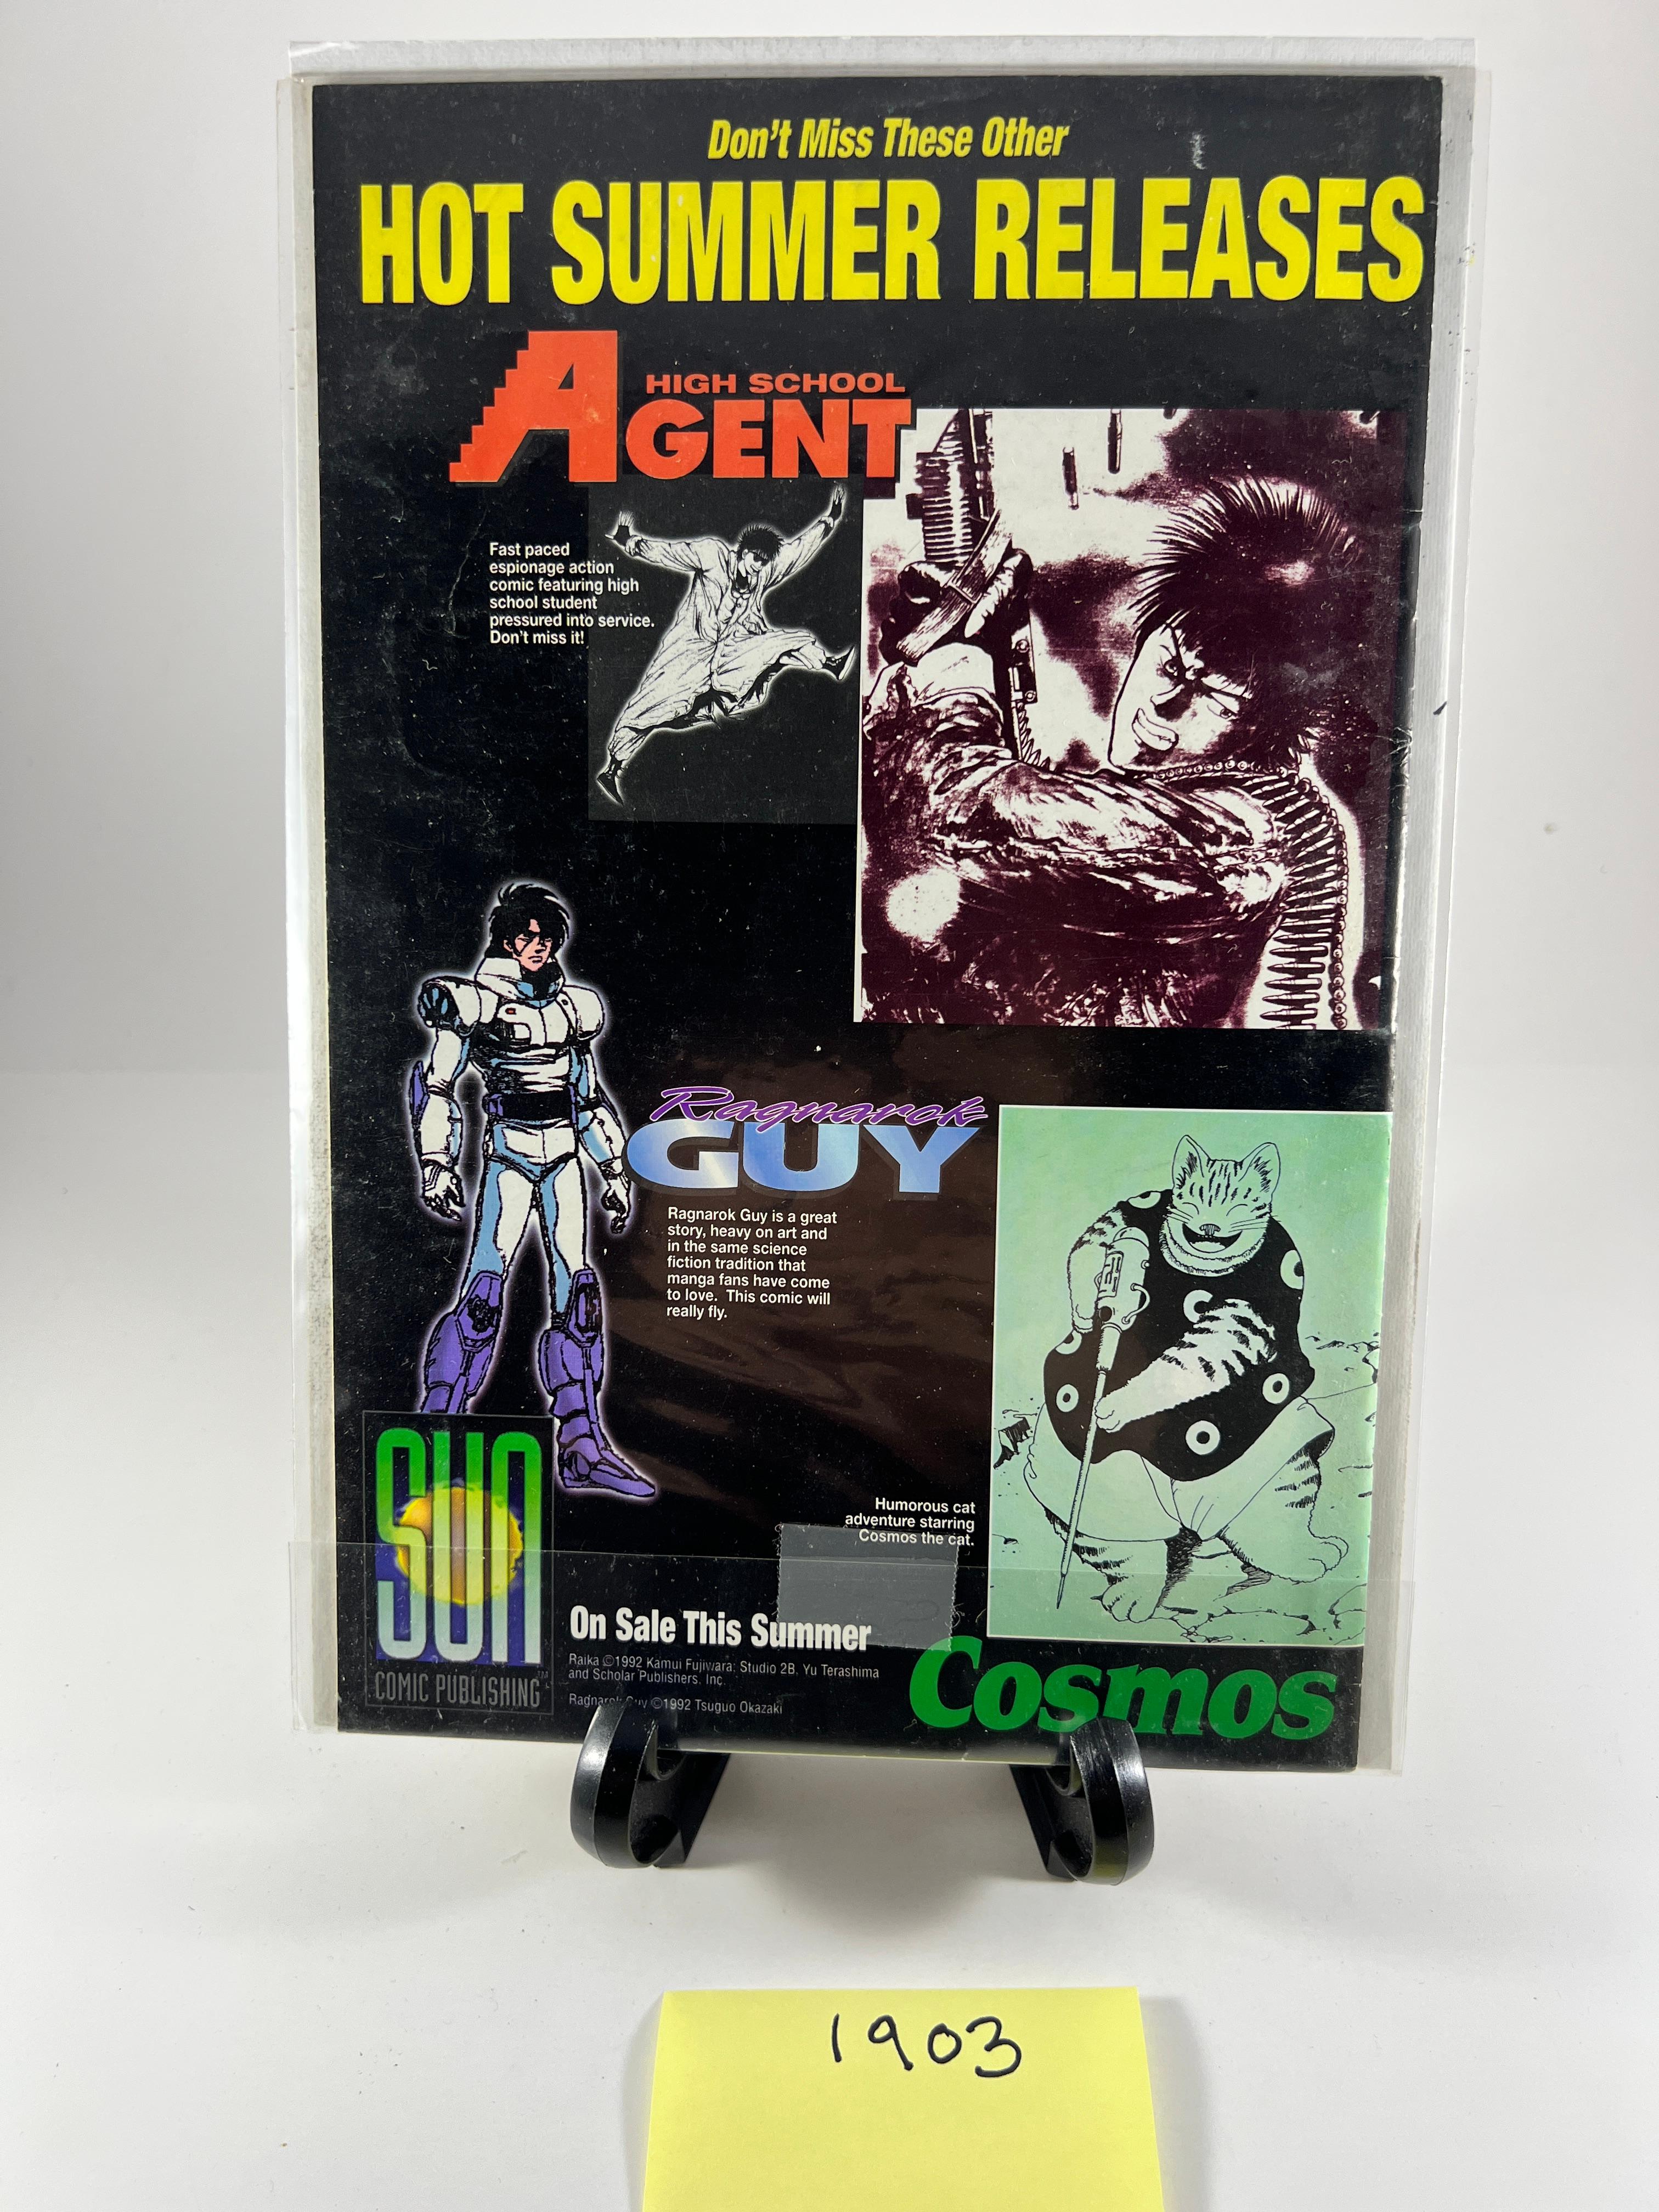 Don't Miss These Other
HOT SUMMER RELEASES
HIGH SCHOOL
AGENT
Fast paced
espionage action
comic featuring high
school student
pressured into service.
Don't miss it!
Ragnarok
GUY
Ragnarok Guy is a great
story, heavy on art and
in the same science
fiction tradition that
manga fans have come
to love. This comic will
really fly.
Humorous cat
adventure starring
Cosmos the cat.
SUN
COMIC PUBLISHING™
On Sale This Summer
Raika ©1992 Kamui Fujiwara; Studio 2B, Yu Terashima
and Scholar Publishers, Inc.
Ragnarok Guy ©1992 Tsuguo Okazaki
Cosmos
1903